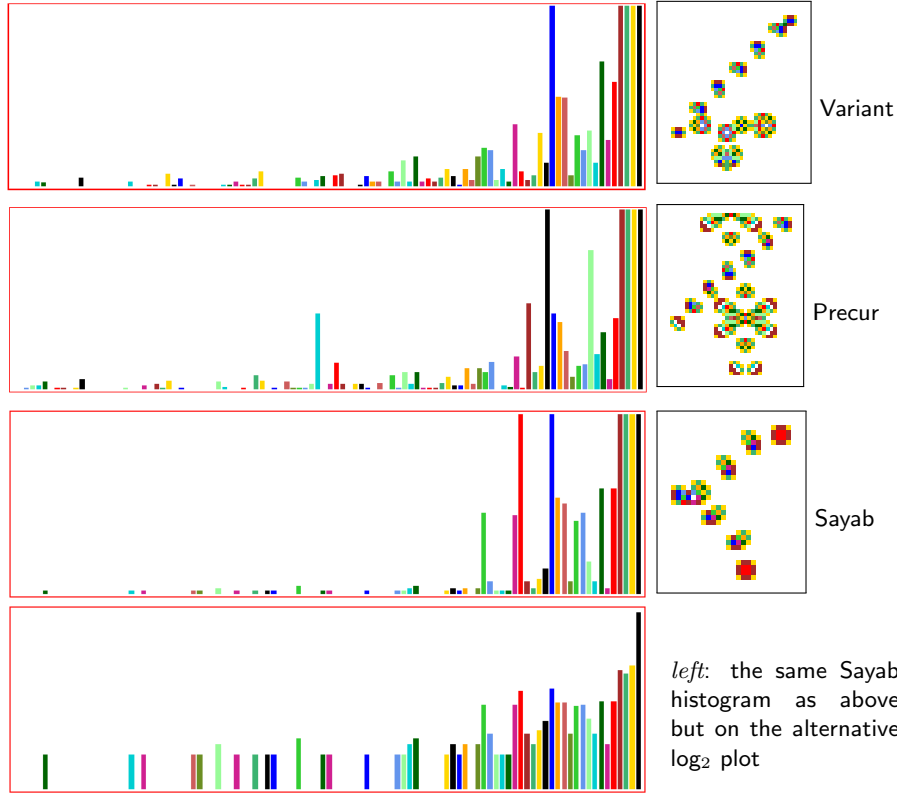 Variant
Precur
Sayab
left: the same Sayab
histogram as above
but on the alternative
log₂ plot